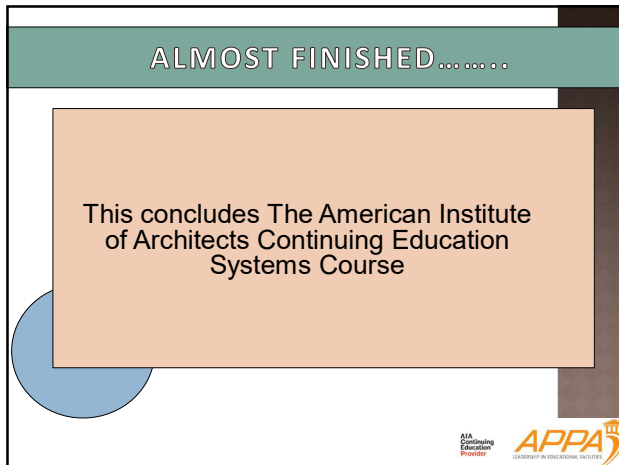 ALMOST FINISHED........
This concludes The American Institute
of Architects Continuing Education
Systems Course
AIA
Continuing
Education
Provider
APPA
LEADERSHIP IN EDUCATIONAL FACILITIES